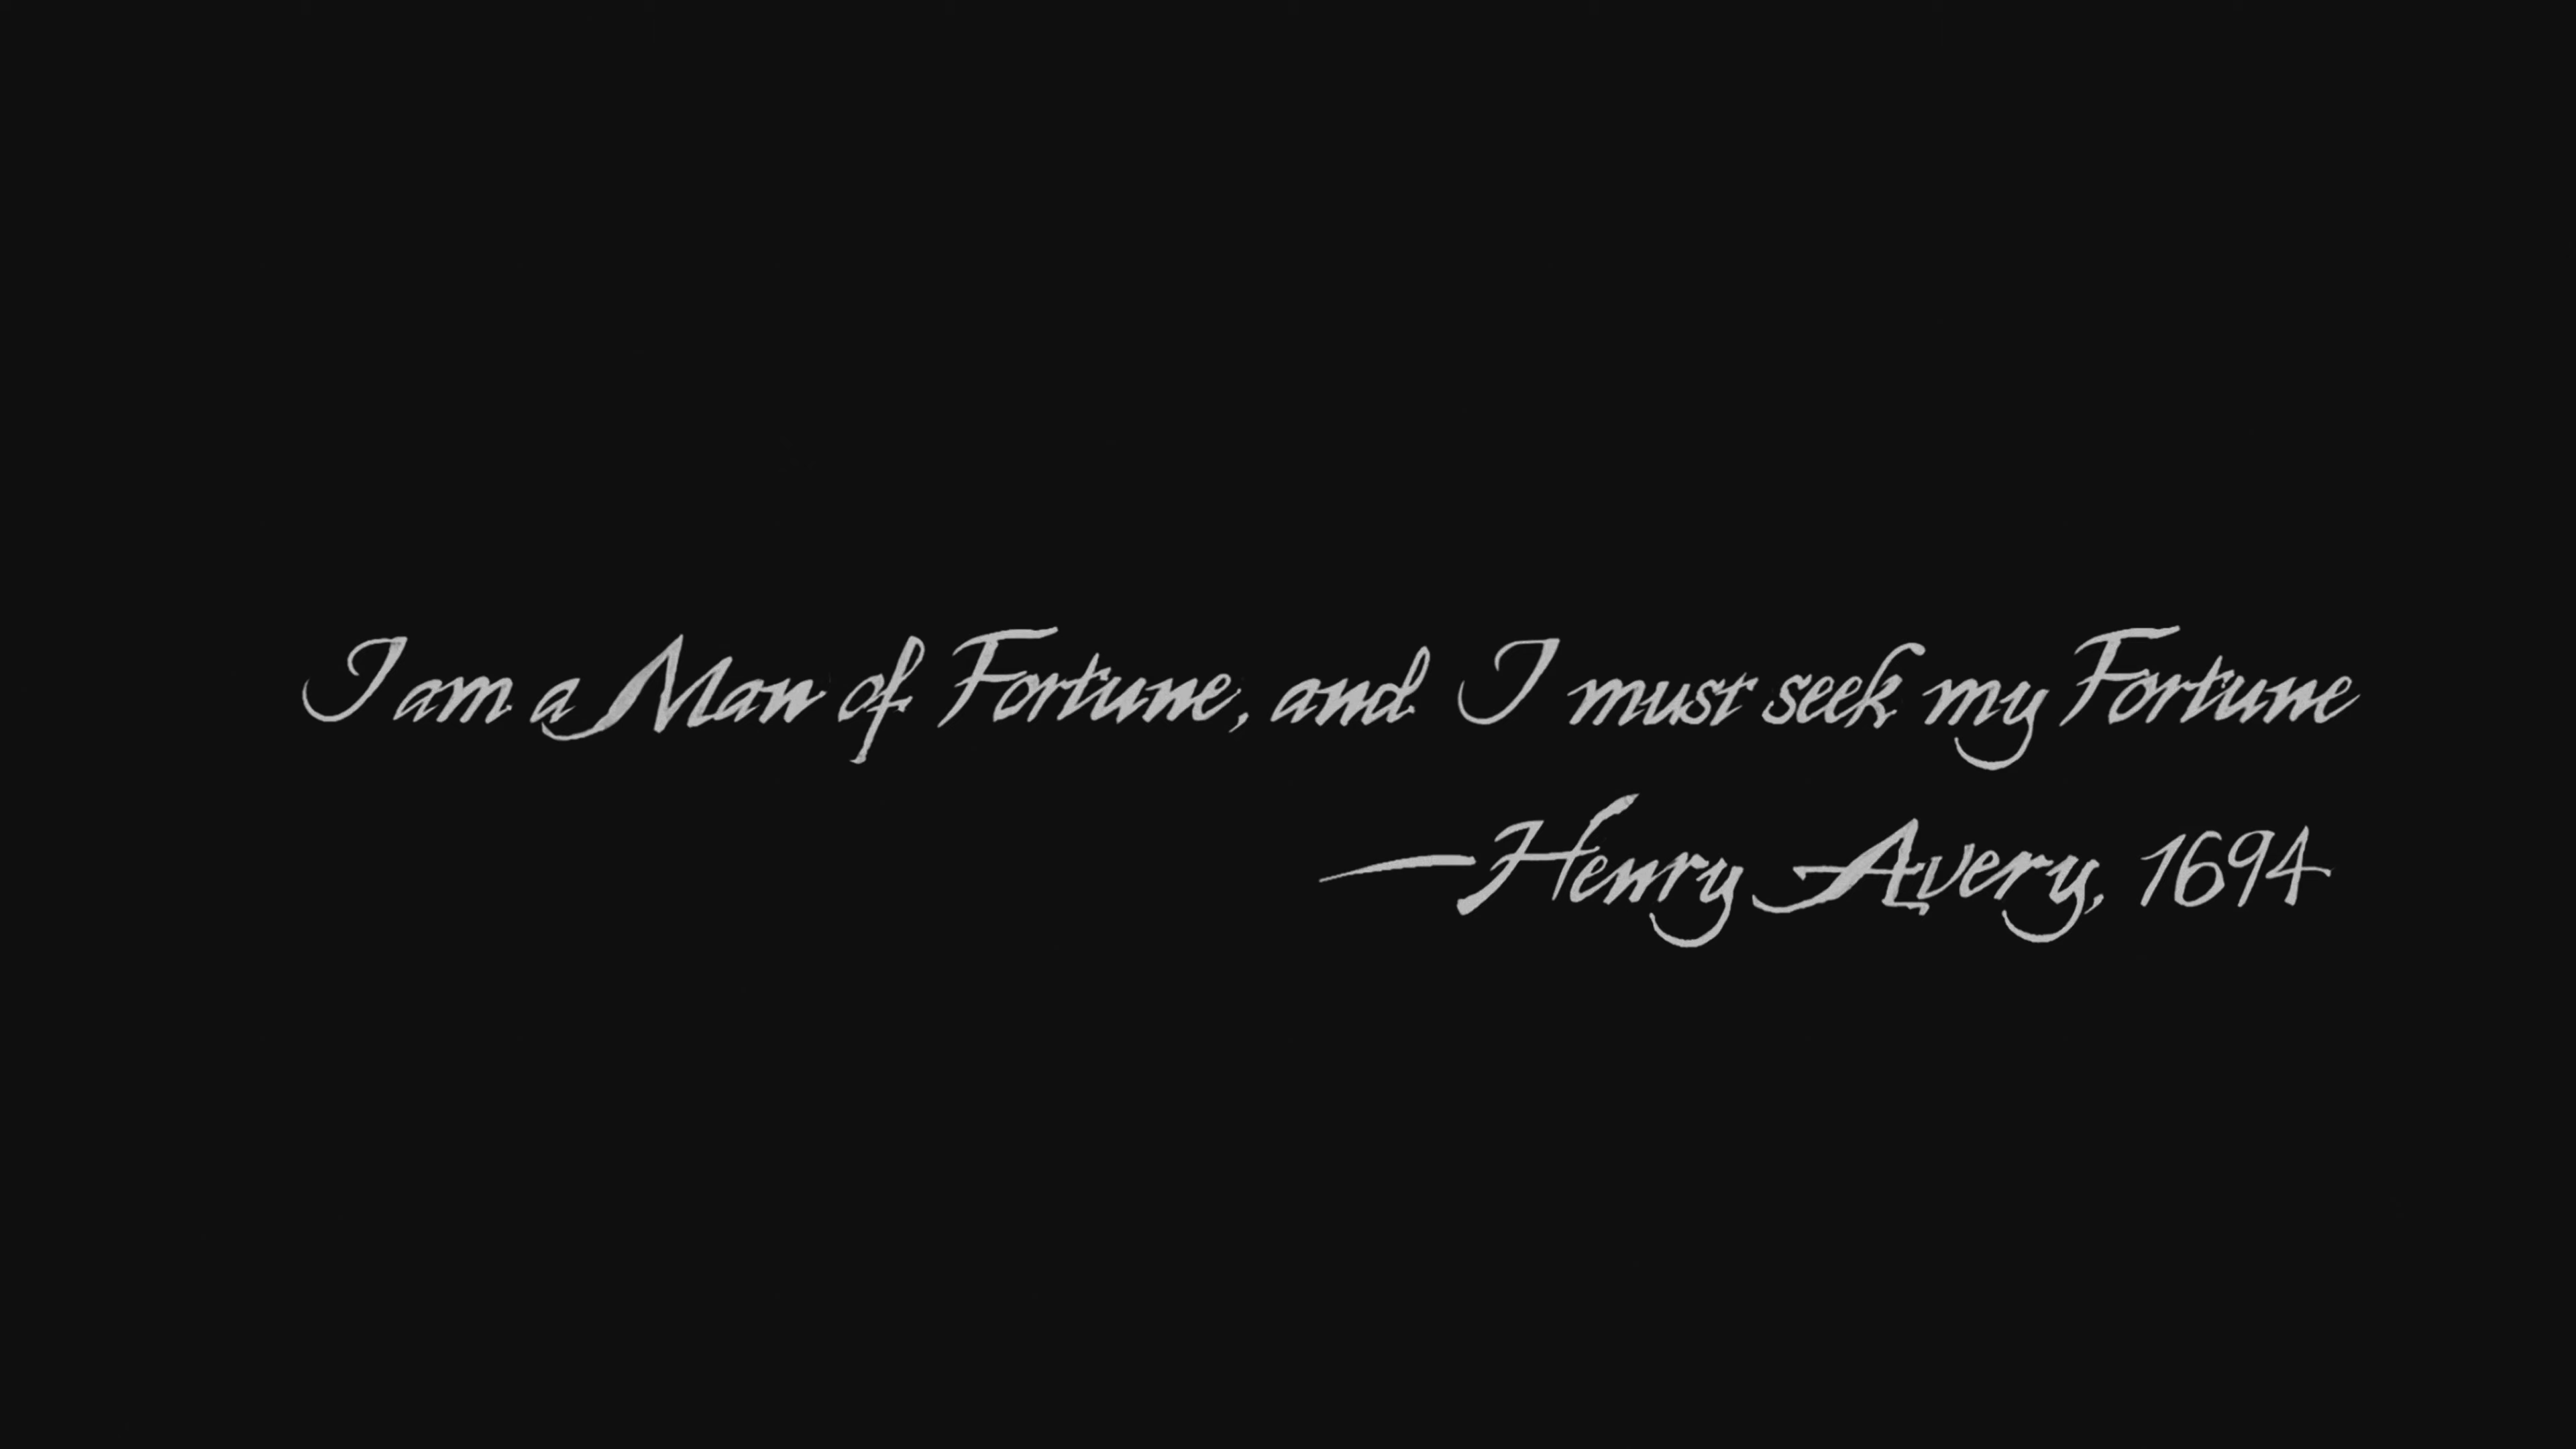 I am a Man of Fortune, and I must seek my Fortune
—Henry Avery, 1694